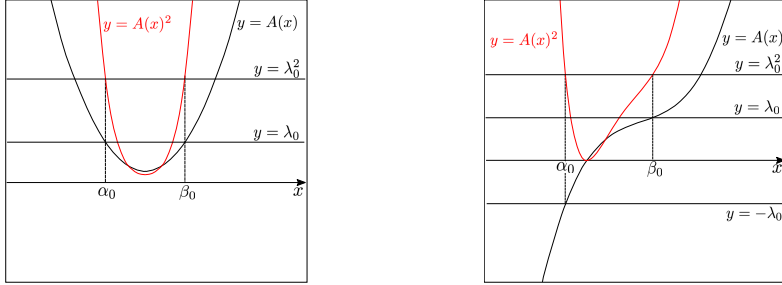 y = A(x)²
y = A(x)
y = λ₀²
y = λ₀
α₀
β₀
x
y = A(x)²
y = A(x)
y = λ₀²
y = λ₀
α₀
β₀
x
y = −λ₀